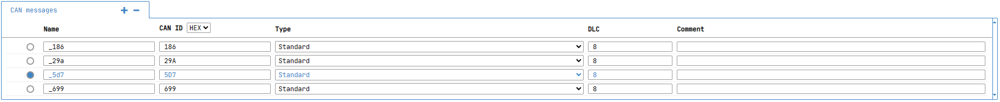 CAN messages
Name CAN ID HEX Type DLC Comment
_186 186 Standard 8
_29a 29A Standard 8
_5d7 5D7 Standard 8
_699 699 Standard 8